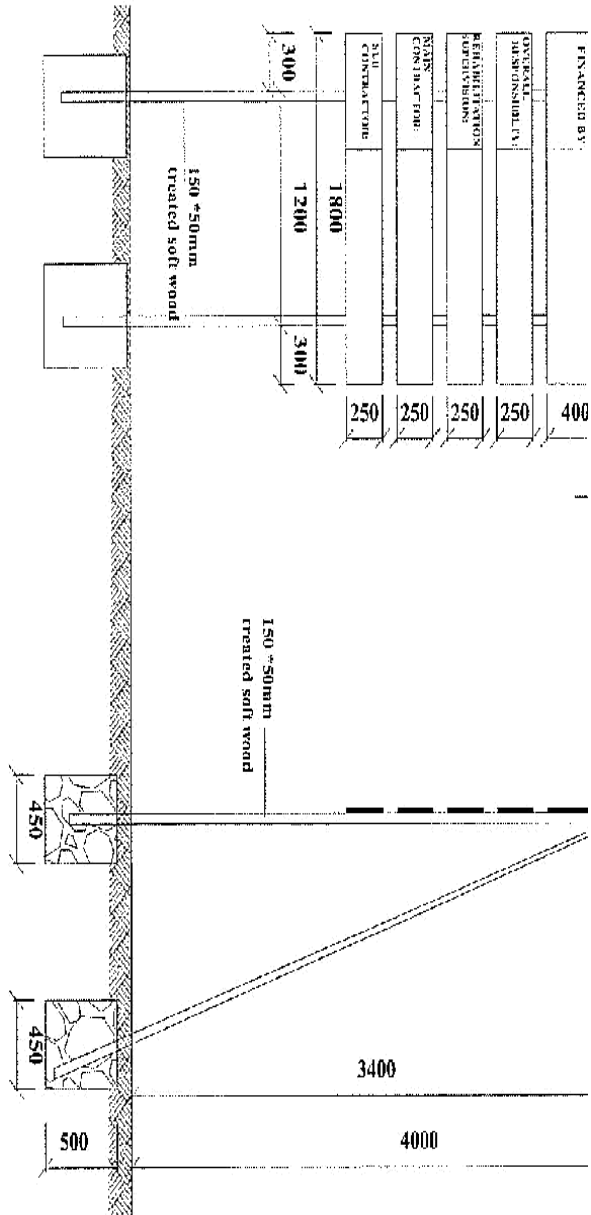 FINANCED BY
OVERALL
RESPONSIBILITY:
REHABILITATION
SUPERVISION:
MAIN
CONTRACTOR:
SUB
CONTRACTOR:
300
1200
300
1800
400
250
250
250
250
150 *50mm
treated soft wood
150 *50mm
treated soft wood
450
450
500
3400
4000